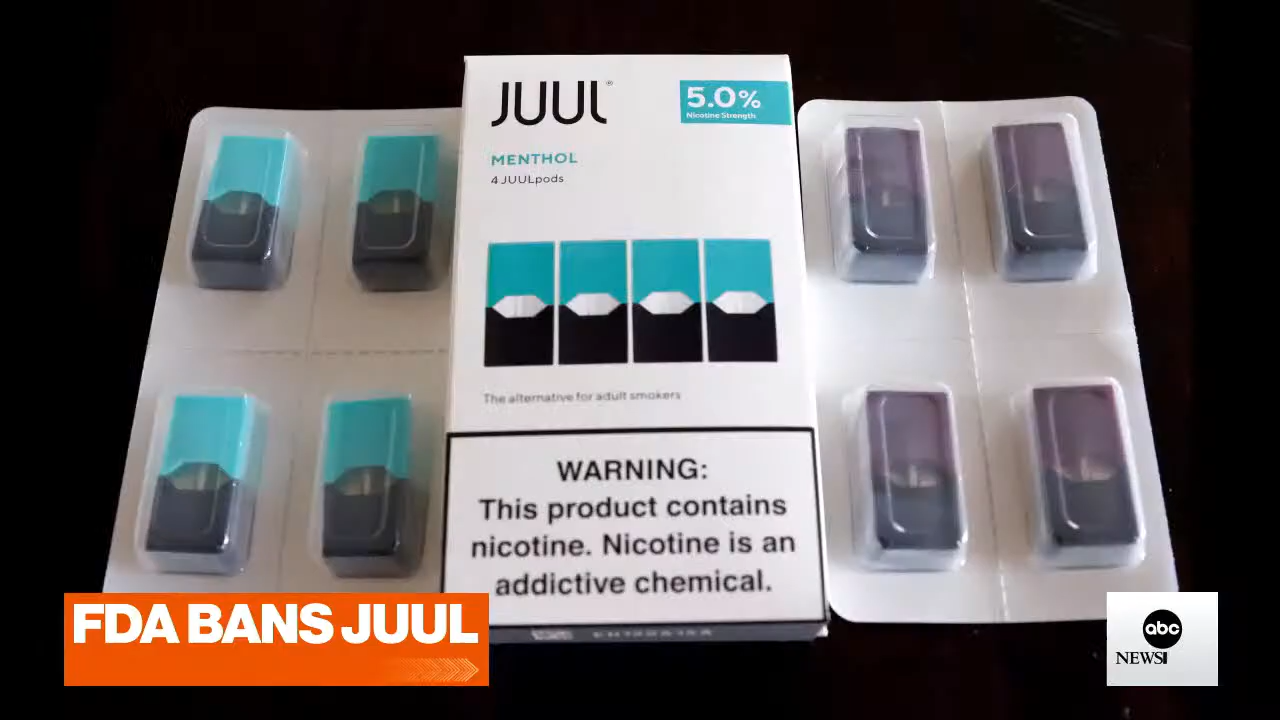 JUUL®
5.0%
Nicotine Strength
MENTHOL
4 JUULpods
The alternative for adult smokers
WARNING:
This product contains
nicotine. Nicotine is an
addictive chemical.
FDA BANS JUUL
abc
NEWS